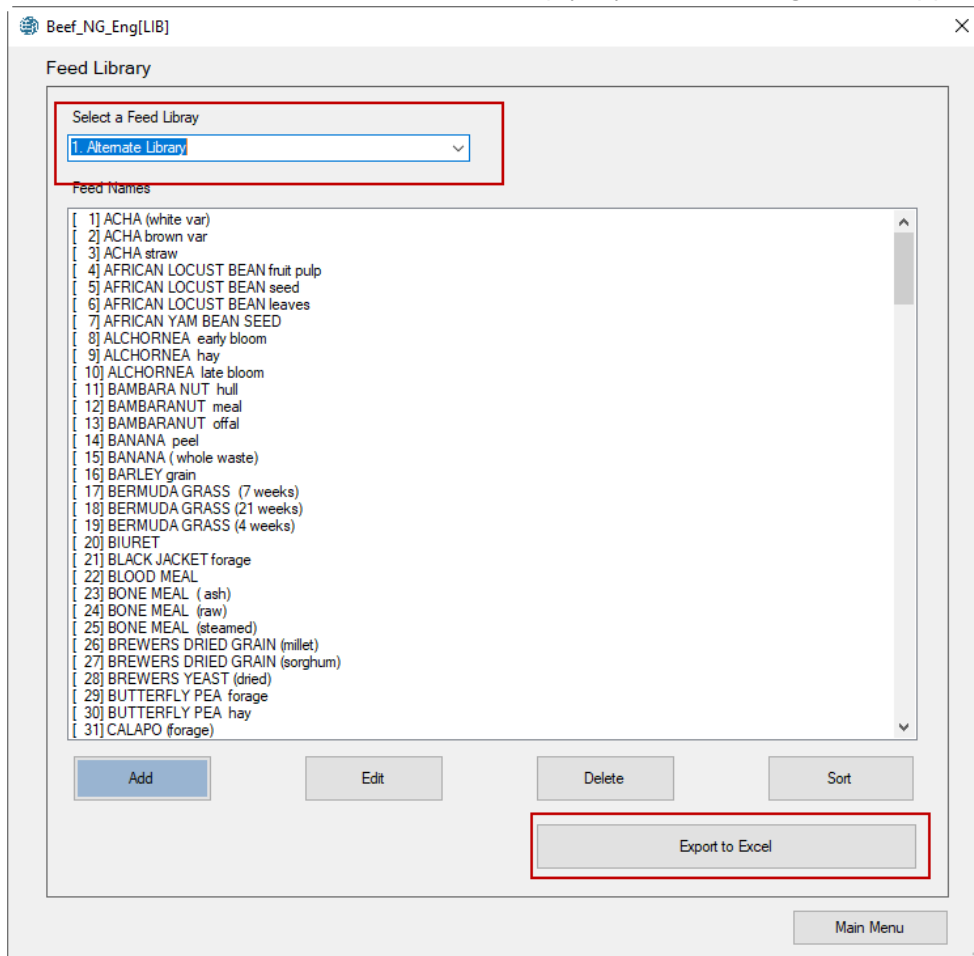 Beef_NG_Eng[LIB]
Feed Library
Select a Feed Libray
1. Alternate Library
Feed Names
[ 1] ACHA (white var)
[ 2] ACHA brown var
[ 3] ACHA straw
[ 4] AFRICAN LOCUST BEAN fruit pulp
[ 5] AFRICAN LOCUST BEAN seed
[ 6] AFRICAN LOCUST BEAN leaves
[ 7] AFRICAN YAM BEAN SEED
[ 8] ALCHORNEA early bloom
[ 9] ALCHORNEA hay
[ 10] ALCHORNEA late bloom
[ 11] BAMBARA NUT hull
[ 12] BAMBARANUT meal
[ 13] BAMBARANUT offal
[ 14] BANANA peel
[ 15] BANANA ( whole waste)
[ 16] BARLEY grain
[ 17] BERMUDA GRASS (7 weeks)
[ 18] BERMUDA GRASS (21 weeks)
[ 19] BERMUDA GRASS (4 weeks)
[ 20] BIURET
[ 21] BLACK JACKET forage
[ 22] BLOOD MEAL
[ 23] BONE MEAL ( ash)
[ 24] BONE MEAL (raw)
[ 25] BONE MEAL (steamed)
[ 26] BREWERS DRIED GRAIN (millet)
[ 27] BREWERS DRIED GRAIN (sorghum)
[ 28] BREWERS YEAST (dried)
[ 29] BUTTERFLY PEA forage
[ 30] BUTTERFLY PEA hay
[ 31] CALAPO (forage)
Add Edit Delete Sort
Export to Excel
Main Menu